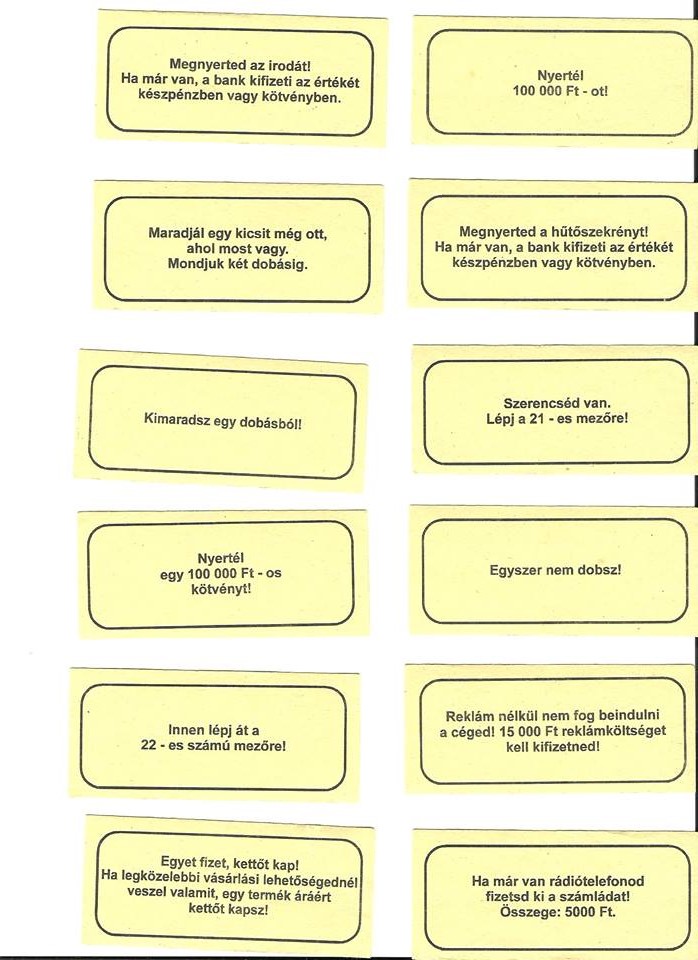 Megnyerted az irodát!
Ha már van, a bank kifizeti az értékét
készpénzben vagy kötvényben.
Nyertél
100 000 Ft - ot!
Maradjál egy kicsit még ott,
ahol most vagy.
Mondjuk két dobásig.
Megnyerted a hűtőszekrényt!
Ha már van, a bank kifizeti az értékét
készpénzben vagy kötvényben.
Kimaradsz egy dobásból!
Szerencséd van.
Lépj a 21 - es mezőre!
Nyertél
egy 100 000 Ft - os
kötvényt!
Egyszer nem dobsz!
Innen lépj át a
22 - es számú mezőre!
Reklám nélkül nem fog beindulni
a céged! 15 000 Ft reklámköltséget
kell kifizetned!
Egyet fizet, kettőt kap!
Ha legközelebbi vásárlási lehetőségednél
veszel valamit, egy termék áráért
kettőt kapsz!
Ha már van rádiótelefonod
fizetsd ki a számládat!
Összege: 5000 Ft.